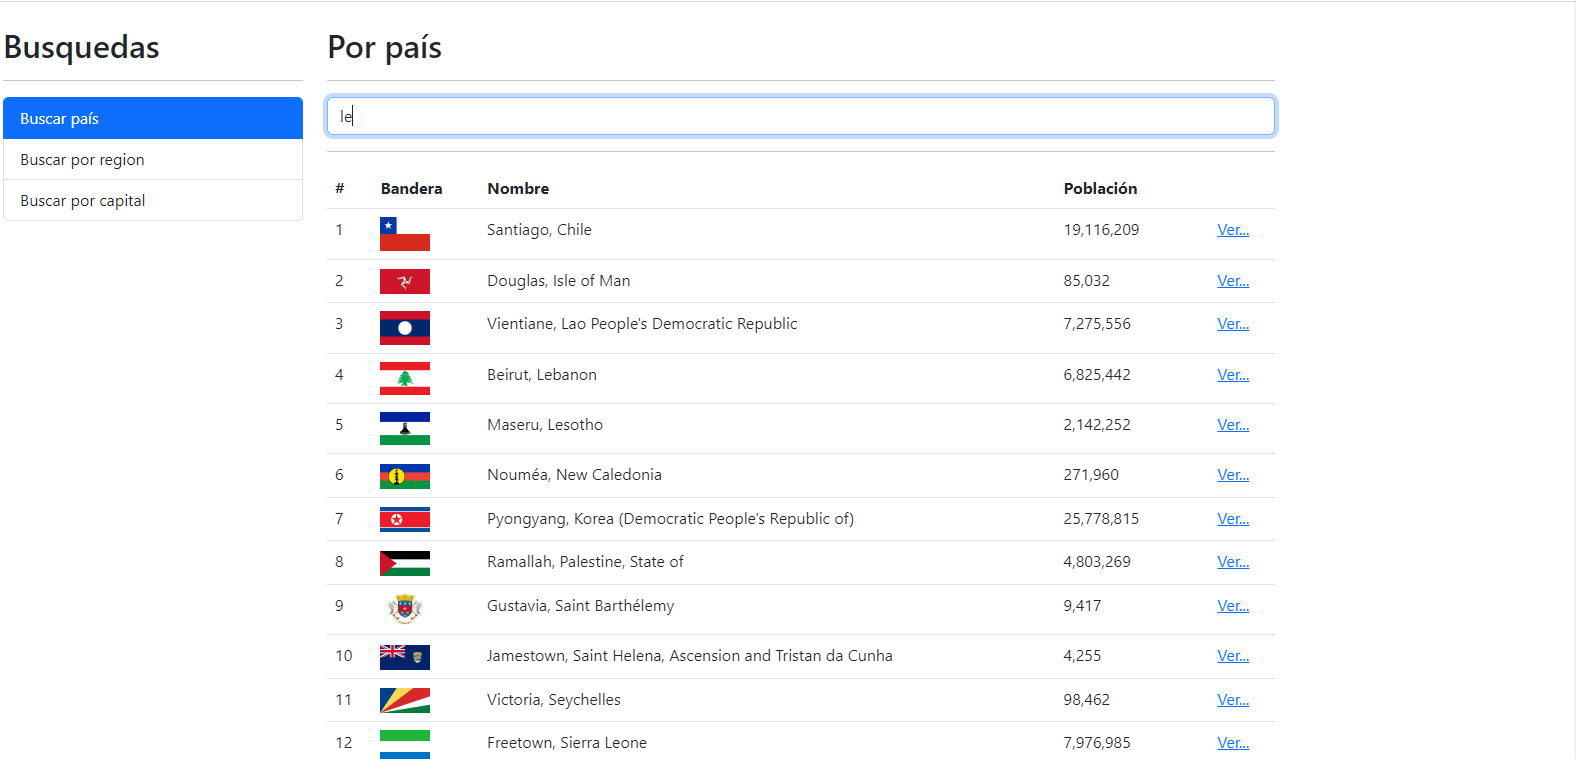 Busquedas
Buscar país
Buscar por region
Buscar por capital
Por país
le
# Bandera Nombre Población
1 Santiago, Chile 19,116,209 Ver...
2 Douglas, Isle of Man 85,032 Ver...
3 Vientiane, Lao People's Democratic Republic 7,275,556 Ver...
4 Beirut, Lebanon 6,825,442 Ver...
5 Maseru, Lesotho 2,142,252 Ver...
6 Nouméa, New Caledonia 271,960 Ver...
7 Pyongyang, Korea (Democratic People's Republic of) 25,778,815 Ver...
8 Ramallah, Palestine, State of 4,803,269 Ver...
9 Gustavia, Saint Barthélemy 9,417 Ver...
10 Jamestown, Saint Helena, Ascension and Tristan da Cunha 4,255 Ver...
11 Victoria, Seychelles 98,462 Ver...
12 Freetown, Sierra Leone 7,976,985 Ver...